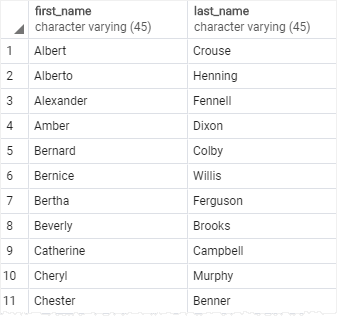 first_name last_name
character varying (45) character varying (45)
1 Albert Crouse
2 Alberto Henning
3 Alexander Fennell
4 Amber Dixon
5 Bernard Colby
6 Bernice Willis
7 Bertha Ferguson
8 Beverly Brooks
9 Catherine Campbell
10 Cheryl Murphy
11 Chester Benner